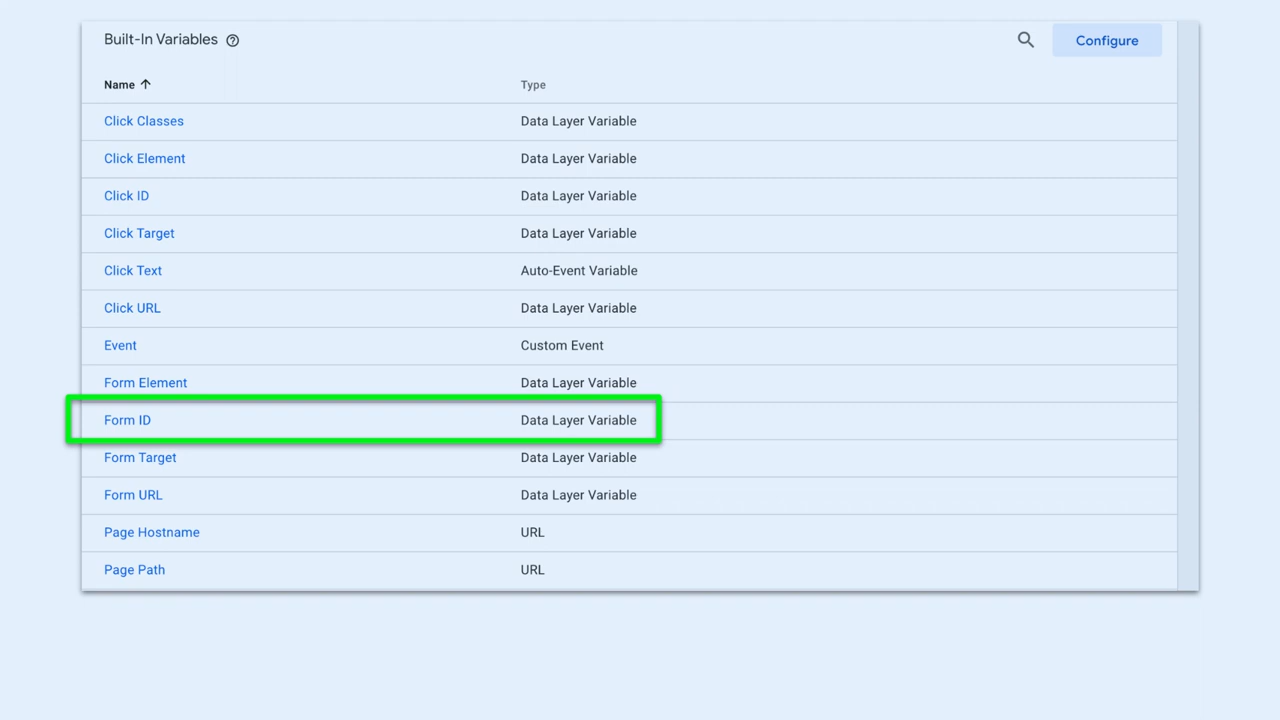 Built-In Variables
Configure
Name Type
Click Classes Data Layer Variable
Click Element Data Layer Variable
Click ID Data Layer Variable
Click Target Data Layer Variable
Click Text Auto-Event Variable
Click URL Data Layer Variable
Event Custom Event
Form Element Data Layer Variable
Form ID Data Layer Variable
Form Target Data Layer Variable
Form URL Data Layer Variable
Page Hostname URL
Page Path URL